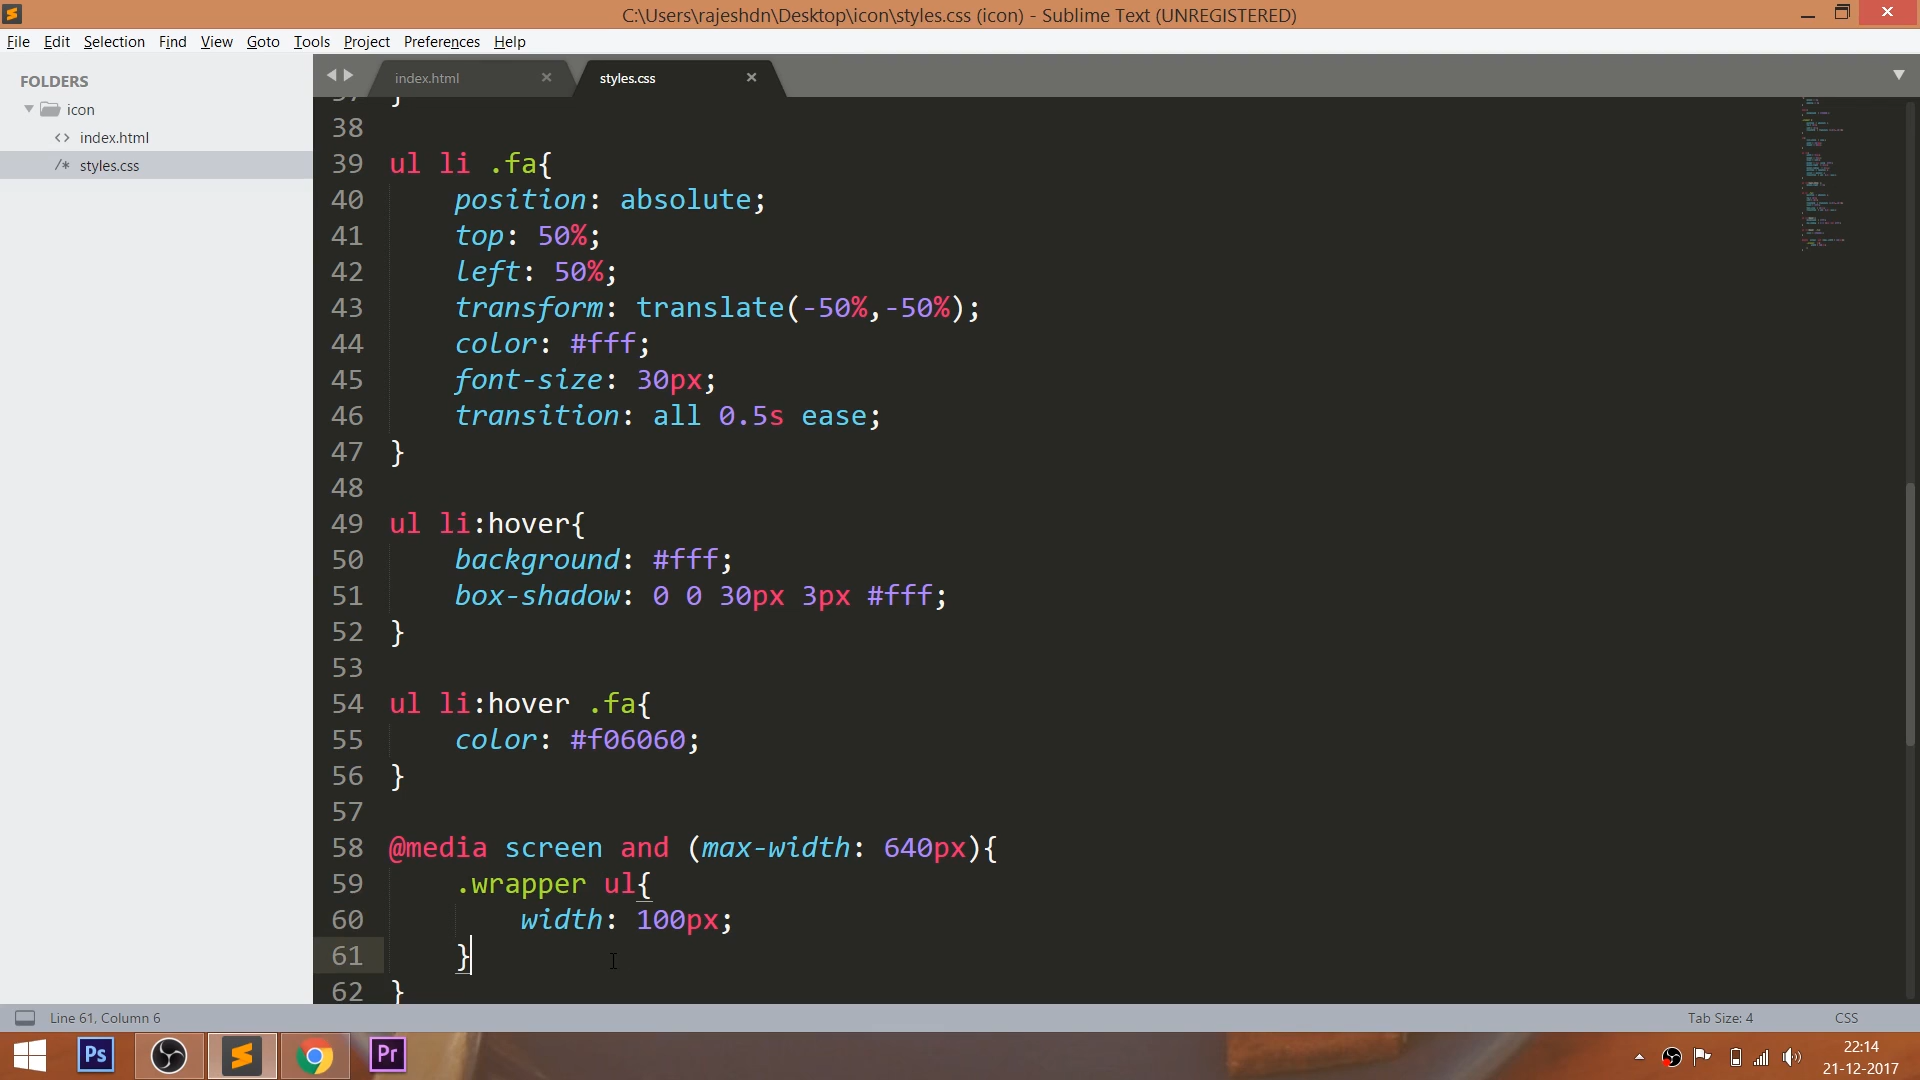 C:\Users\rajeshdn\Desktop\icon\styles.css (icon) - Sublime Text (UNREGISTERED)
File Edit Selection Find View Goto Tools Project Preferences Help
FOLDERS
icon
<> index.html
/* styles.css
index.html
styles.css
38
39 ul li .fa{
40 position: absolute;
41 top: 50%;
42 left: 50%;
43 transform: translate(-50%,-50%);
44 color: #fff;
45 font-size: 30px;
46 transition: all 0.5s ease;
47 }
48
49 ul li:hover{
50 background: #fff;
51 box-shadow: 0 0 30px 3px #fff;
52 }
53
54 ul li:hover .fa{
55 color: #f06060;
56 }
57
58 @media screen and (max-width: 640px){
59 .wrapper ul{
60 width: 100px;
61 }
62 }
Line 61, Column 6
Tab Size: 4
CSS
Ps
Pr
22:14
21-12-2017